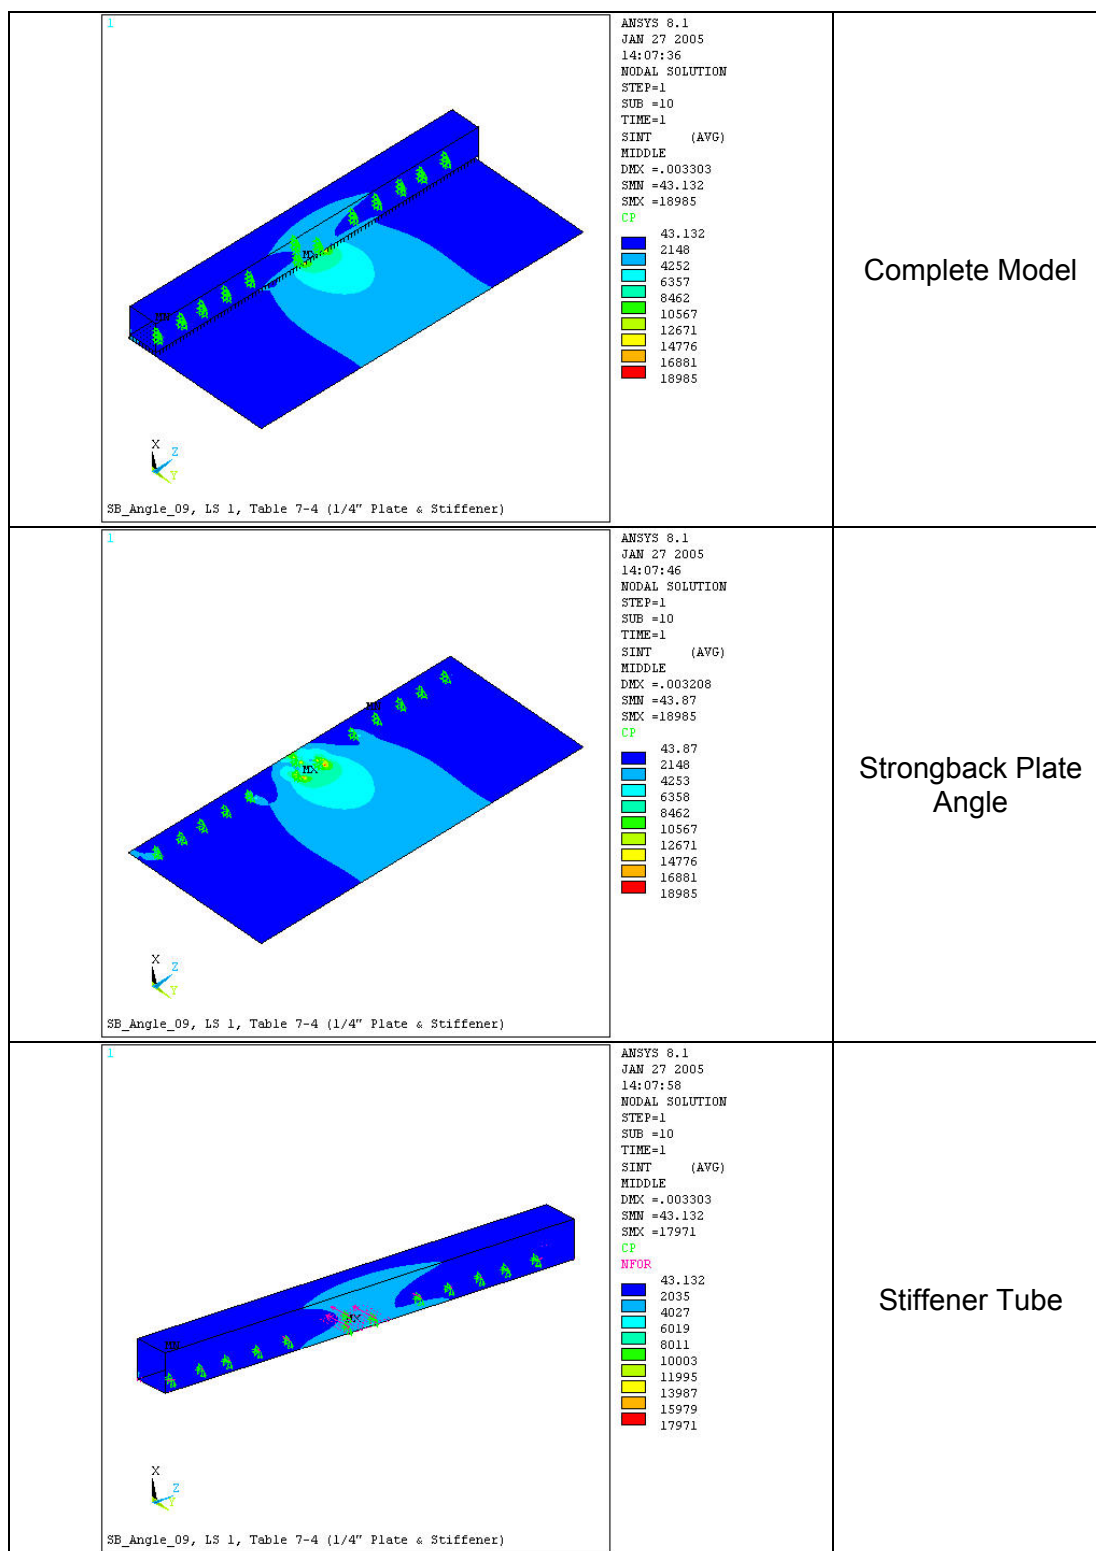 1
ANSYS 8.1
JAN 27 2005
14:07:36
NODAL SOLUTION
STEP=1
SUB =10
TIME=1
SINT (AVG)
MIDDLE
DMX =.003303
SMN =43.132
SMX =18985
CP
43.132
2148
4252
6357
8462
10567
12671
14776
16881
18985
MX
MN
X
Z
Y
SB_Angle_09, LS 1, Table 7-4 (1/4" Plate & Stiffener)
Complete Model
1
ANSYS 8.1
JAN 27 2005
14:07:46
NODAL SOLUTION
STEP=1
SUB =10
TIME=1
SINT (AVG)
MIDDLE
DMX =.003208
SMN =43.87
SMX =18985
CP
43.87
2148
4253
6358
8462
10567
12671
14776
16881
18985
MN
MX
X
Z
Y
SB_Angle_09, LS 1, Table 7-4 (1/4" Plate & Stiffener)
Strongback Plate
Angle
1
ANSYS 8.1
JAN 27 2005
14:07:58
NODAL SOLUTION
STEP=1
SUB =10
TIME=1
SINT (AVG)
MIDDLE
DMX =.003303
SMN =43.132
SMX =17971
CP
NFOR
43.132
2035
4027
6019
8011
10003
11995
13987
15979
17971
MX
MN
X
Z
Y
SB_Angle_09, LS 1, Table 7-4 (1/4" Plate & Stiffener)
Stiffener Tube